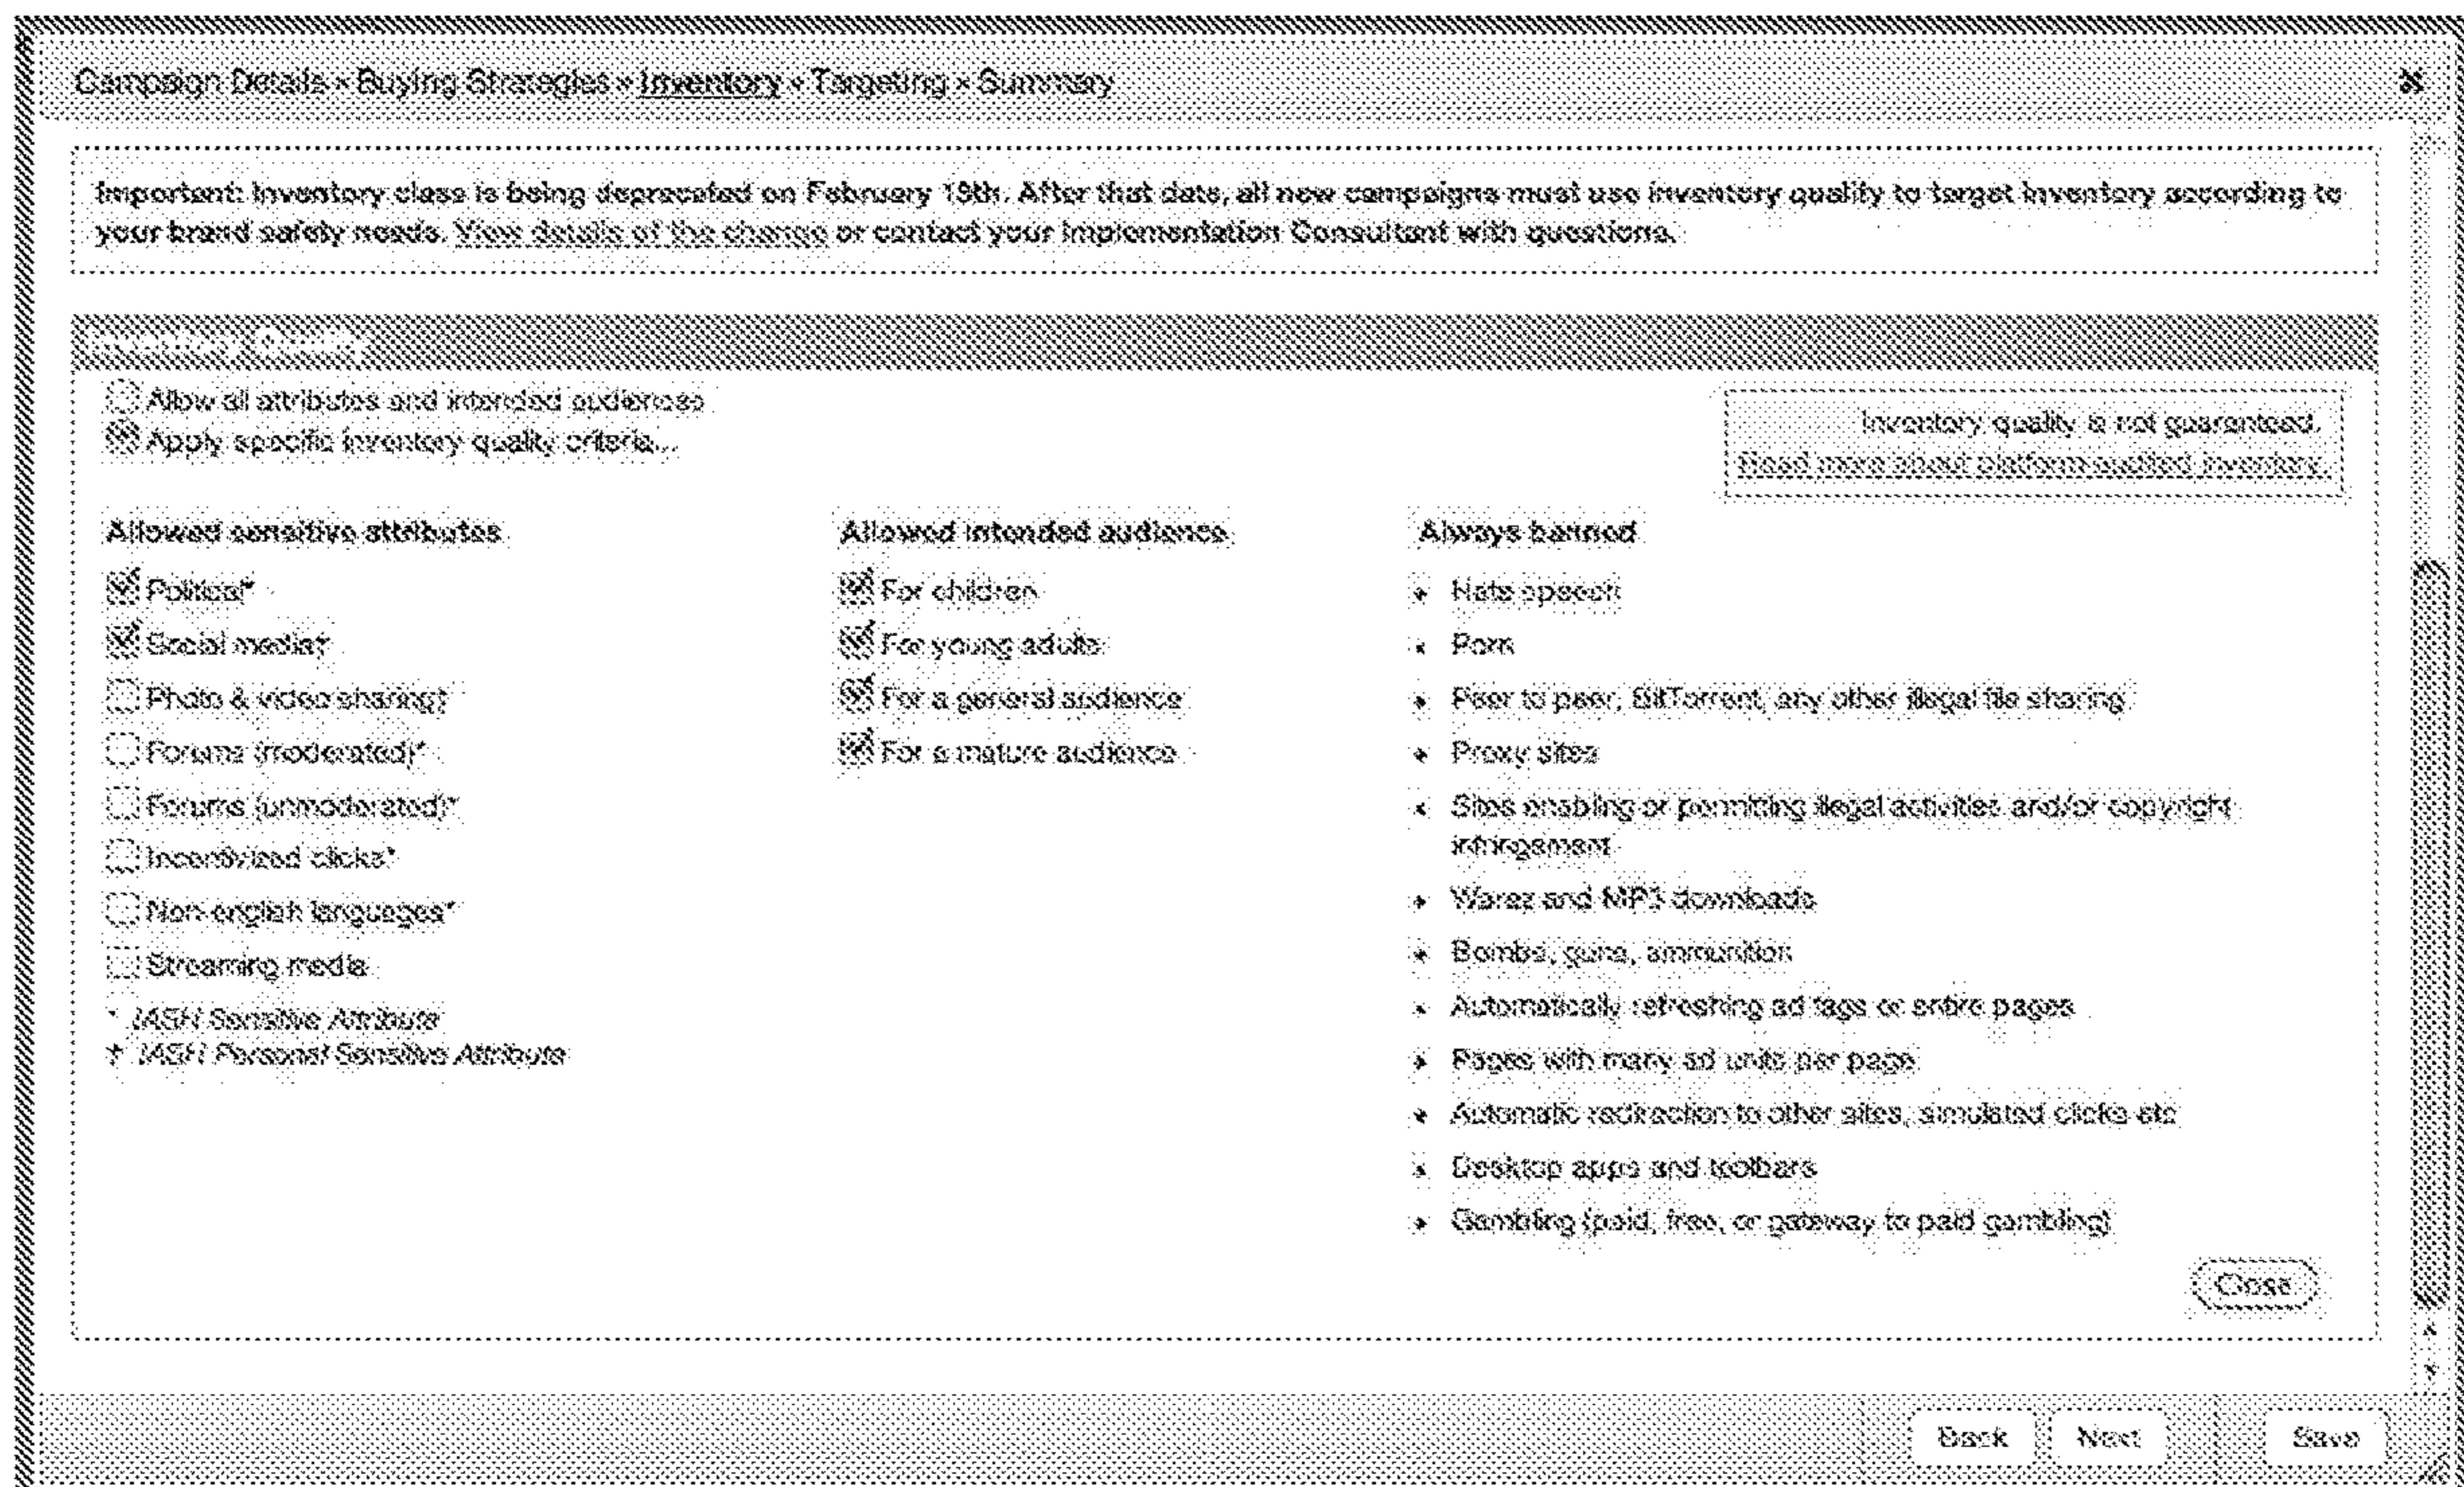 Campaign Details » Buying Strategies » Inventory » Targeting » Summary
Important: Inventory class is being deprecated on February 15th. After that date, all new campaigns must use inventory quality to target inventory according to
your brand safety needs. View details of the change or contact your Implementation Consultant with questions.
Inventory Quality
Allow all attributes and intended audiences
Apply specific inventory quality criteria...
Inventory quality is not guaranteed.
Read more about platform-audited inventory.
Allowed sensitive attributes
Political*
Social media†
Photo & video sharing†
Forums (moderated)*
Forums (unmoderated)*
Incentivized clicks*
Non-english languages*
Streaming media
* IASH Sensitive Attribute
† IASH Personal Sensitive Attribute
Allowed intended audience
For children
For young adults
For a general audience
For a mature audience
Always banned
Hate speech
Porn
Peer to peer, BitTorrent, any other illegal file sharing
Proxy sites
Sites enabling or permitting illegal activities and/or copyright
infringement
Warez and MP3 downloads
Bombs, guns, ammunition
Automatically refreshing ad tags or entire pages
Pages with many ad units per page
Automatic redirection to other sites, simulated clicks etc
Desktop apps and toolbars
Gambling (paid, free, or gateway to paid gambling)
Close
Back
Next
Save